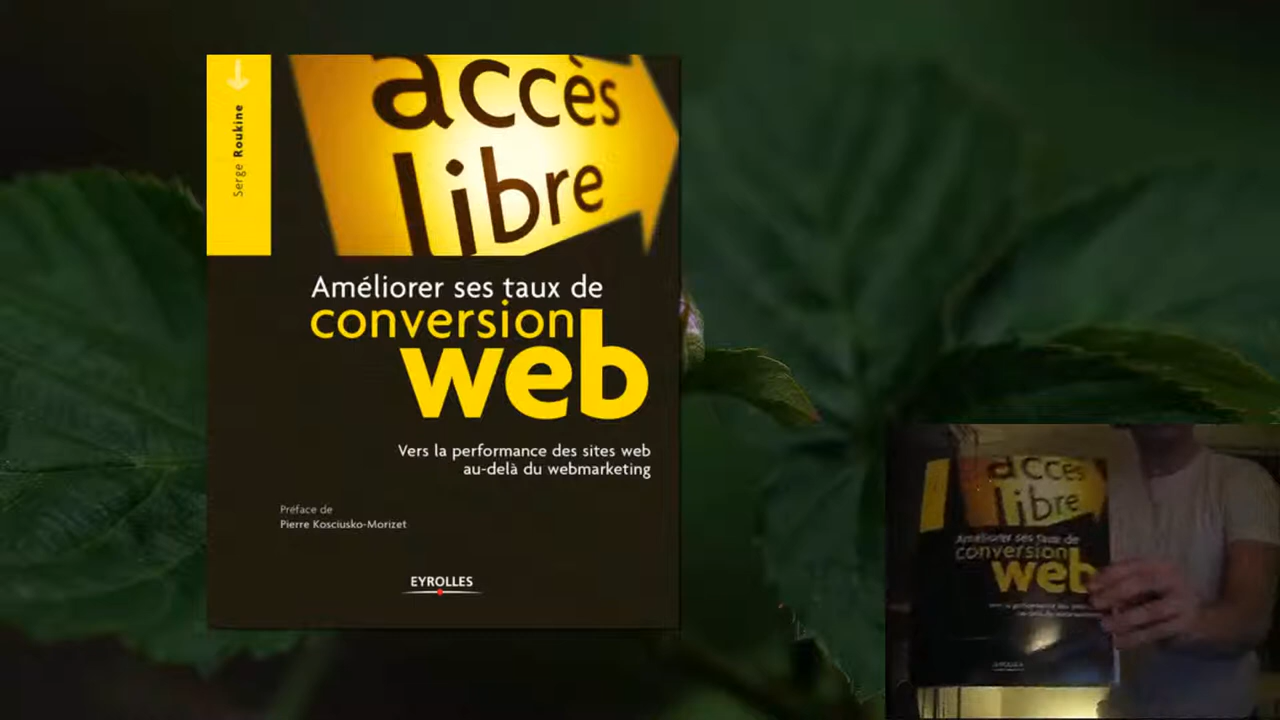 Serge Roukine
accès
libre
Améliorer ses taux de
conversion
web
Vers la performance des sites web
au-delà du webmarketing
Préface de
Pierre Kosciusko-Morizet
EYROLLES
accès
libre
Améliorer ses taux de
conversion
web
EYROLLES